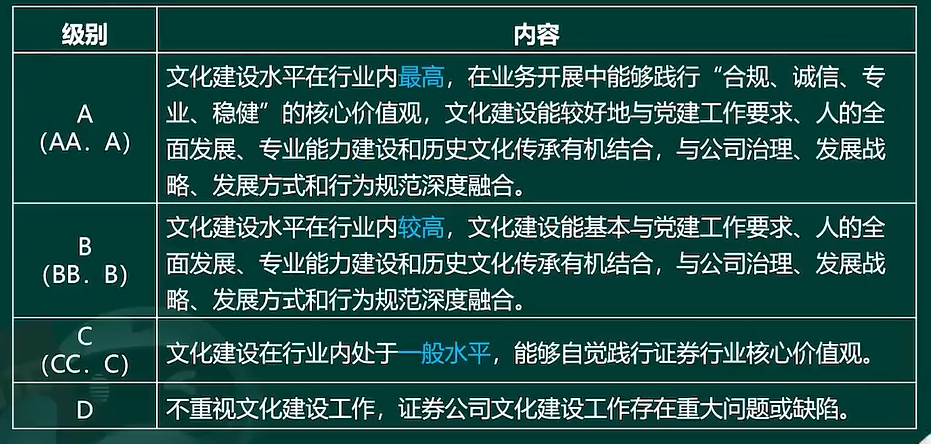 级别
内容
A
(AA．A)
文化建设水平在行业内最高，在业务开展中能够践行“合规、诚信、专
业、稳健”的核心价值观，文化建设能较好地与党建工作要求、人的全
面发展、专业能力建设和历史文化传承有机结合，与公司治理、发展战
略、发展方式和行为规范深度融合。
B
(BB．B)
文化建设水平在行业内较高，文化建设能基本与党建工作要求、人的全
面发展、专业能力建设和历史文化传承有机结合，与公司治理、发展战
略、发展方式和行为规范深度融合。
C
(CC．C)
文化建设在行业内处于一般水平，能够自觉践行证券行业核心价值观。
D
不重视文化建设工作，证券公司文化建设工作存在重大问题或缺陷。